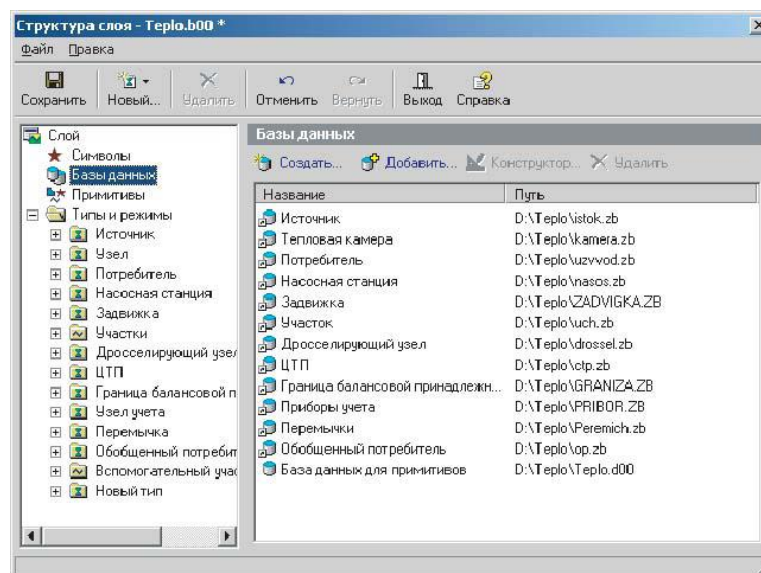 Структура слоя - Teplo.b00 *
Файл Правка
Сохранить Новый... Удалить Отменить Вернуть Выход Справка
Слой
Символы
Базы данных
Примитивы
Типы и режимы
Источник
Узел
Потребитель
Насосная станция
Задвижка
Участки
Дросселирующий узел
ЦТП
Граница балансовой п
Узел учета
Перемычка
Обобщенный потребит
Вспомогательный учас
Новый тип
Базы данных
Создать... Добавить... Конструктор... Удалить
Название Путь
Источник D:\Teplo\istok.zb
Тепловая камера D:\Teplo\kamera.zb
Потребитель D:\Teplo\uzvvod.zb
Насосная станция D:\Teplo\nasos.zb
Задвижка D:\Teplo\ZADVIGKA.ZB
Участок D:\Teplo\uch.zb
Дросселирующий узел D:\Teplo\drossel.zb
ЦТП D:\Teplo\ctp.zb
Граница балансовой принадлежн... D:\Teplo\GRANIZA.ZB
Приборы учета D:\Teplo\PRIBOR.ZB
Перемычки D:\Teplo\Peremich.zb
Обобщенный потребитель D:\Teplo\op.zb
База данных для примитивов D:\Teplo\Teplo.d00